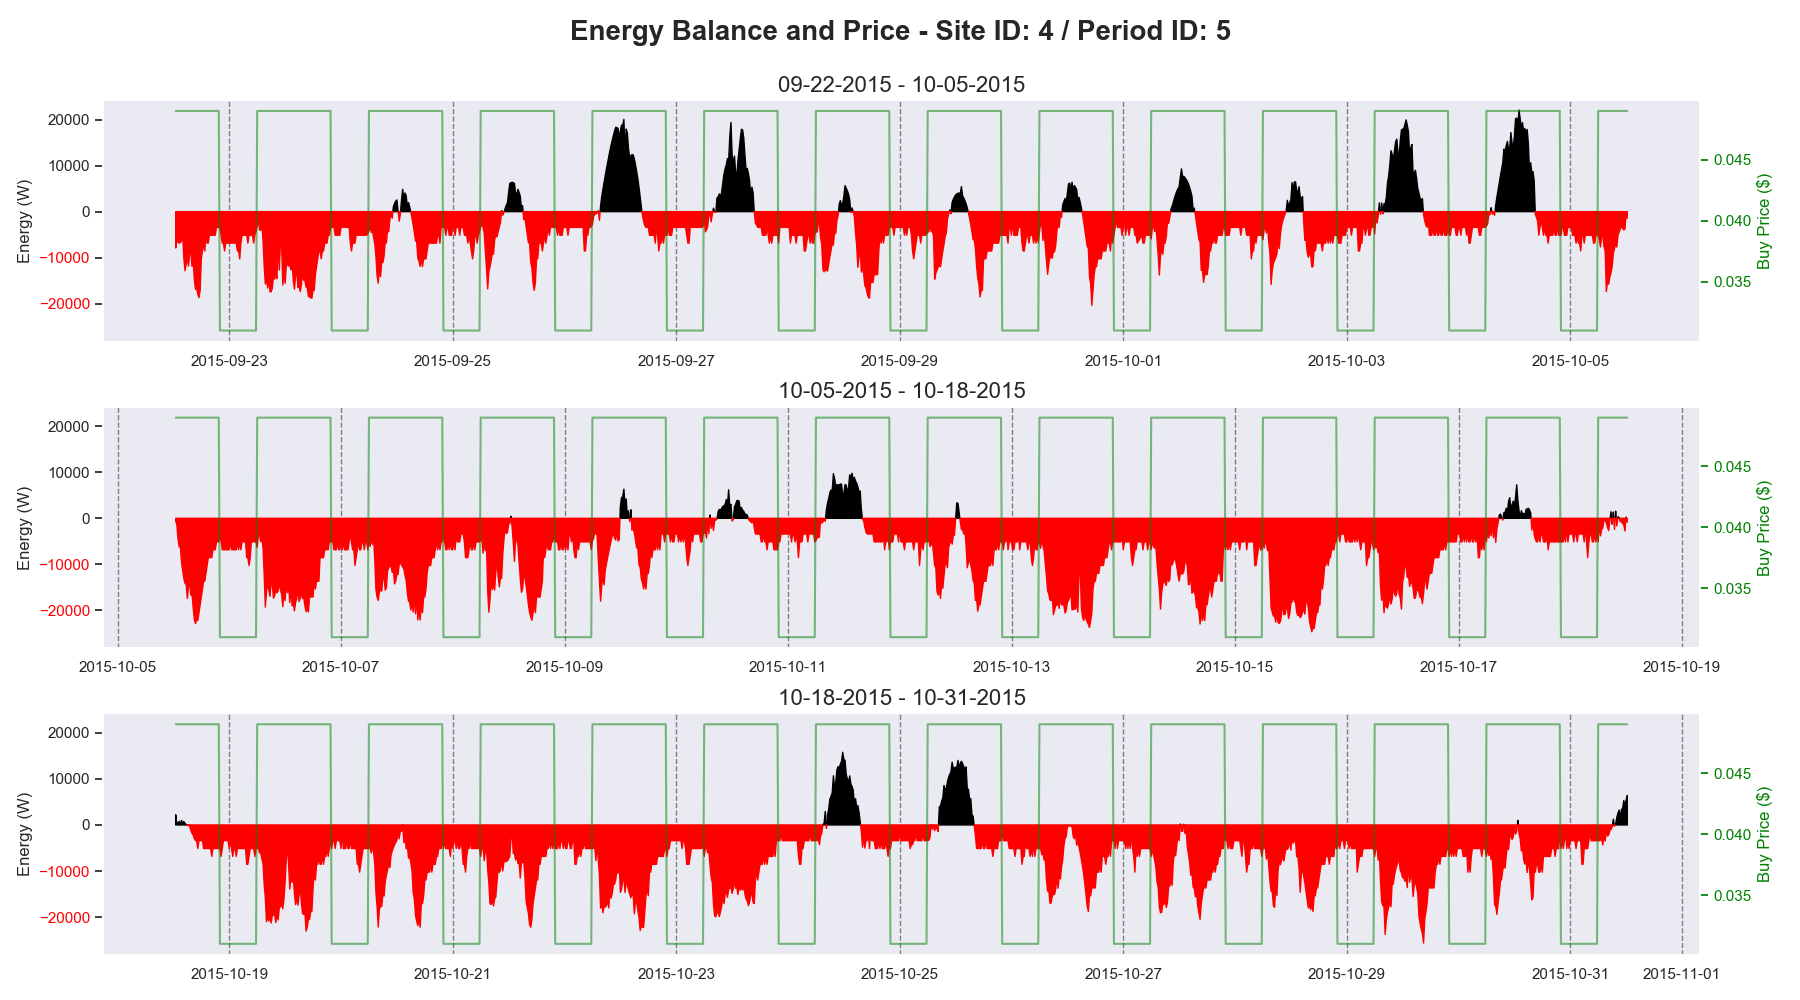 Energy Balance and Price - Site ID: 4 / Period ID: 5
09-22-2015 - 10-05-2015
Energy (W)
20000
10000
0
−10000
−20000
0.045
0.040
0.035
Buy Price ($)
2015-09-23 2015-09-25 2015-09-27 2015-09-29 2015-10-01 2015-10-03 2015-10-05
10-05-2015 - 10-18-2015
Energy (W)
20000
10000
0
−10000
−20000
0.045
0.040
0.035
Buy Price ($)
2015-10-05 2015-10-07 2015-10-09 2015-10-11 2015-10-13 2015-10-15 2015-10-17 2015-10-19
10-18-2015 - 10-31-2015
Energy (W)
20000
10000
0
−10000
−20000
0.045
0.040
0.035
Buy Price ($)
2015-10-19 2015-10-21 2015-10-23 2015-10-25 2015-10-27 2015-10-29 2015-10-31 2015-11-01